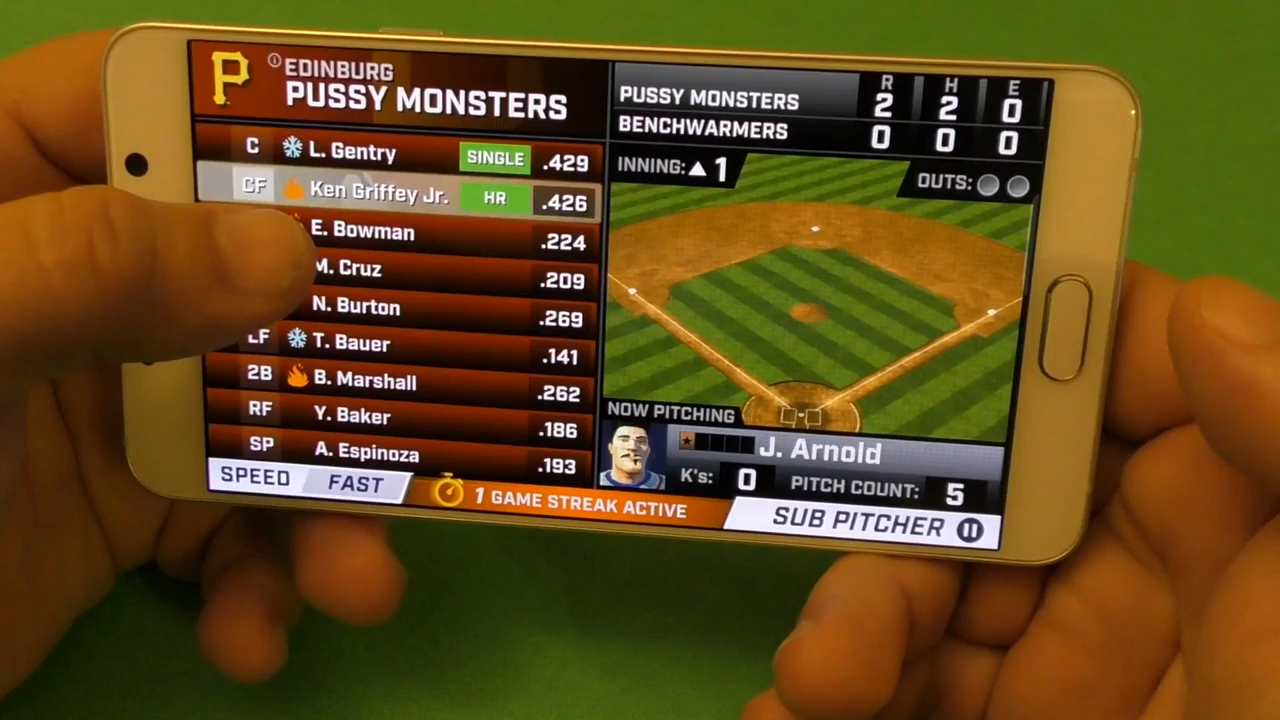 P
EDINBURG
PUSSY MONSTERS
C L. Gentry SINGLE .429
CF Ken Griffey Jr. HR .426
E. Bowman .224
M. Cruz .209
N. Burton .269
LF T. Bauer .141
2B B. Marshall .262
RF Y. Baker .186
SP A. Espinoza .193
SPEED FAST
1 GAME STREAK ACTIVE
R H E
PUSSY MONSTERS 2 2 0
BENCHWARMERS 0 0 0
INNING: ▲ 1
OUTS:
NOW PITCHING
J. Arnold
K's: 0 PITCH COUNT: 5
SUB PITCHER